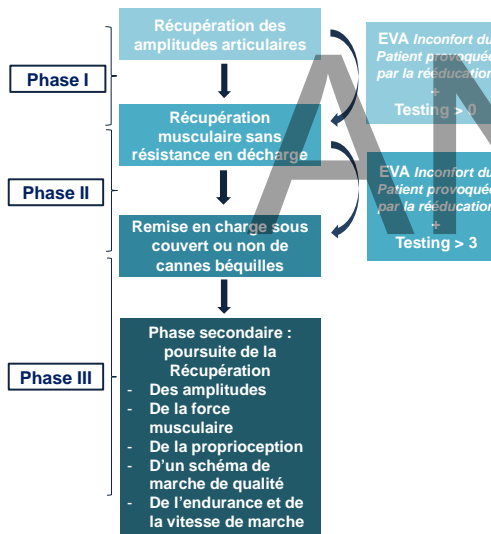 Récupération des
amplitudes articulaires
EVA Inconfort du
Patient provoquée
par la rééducation
+
Testing > 0
Phase I
Récupération
musculaire sans
résistance en décharge
EVA Inconfort du
Patient provoquée
par la rééducation
+
Testing > 3
Phase II
Remise en charge sous
couvert ou non de
cannes béquilles
Phase secondaire :
poursuite de la
Récupération
- Des amplitudes
- De la force
musculaire
- De la proprioception
- D'un schéma de
marche de qualité
- De l'endurance et de
la vitesse de marche
Phase III